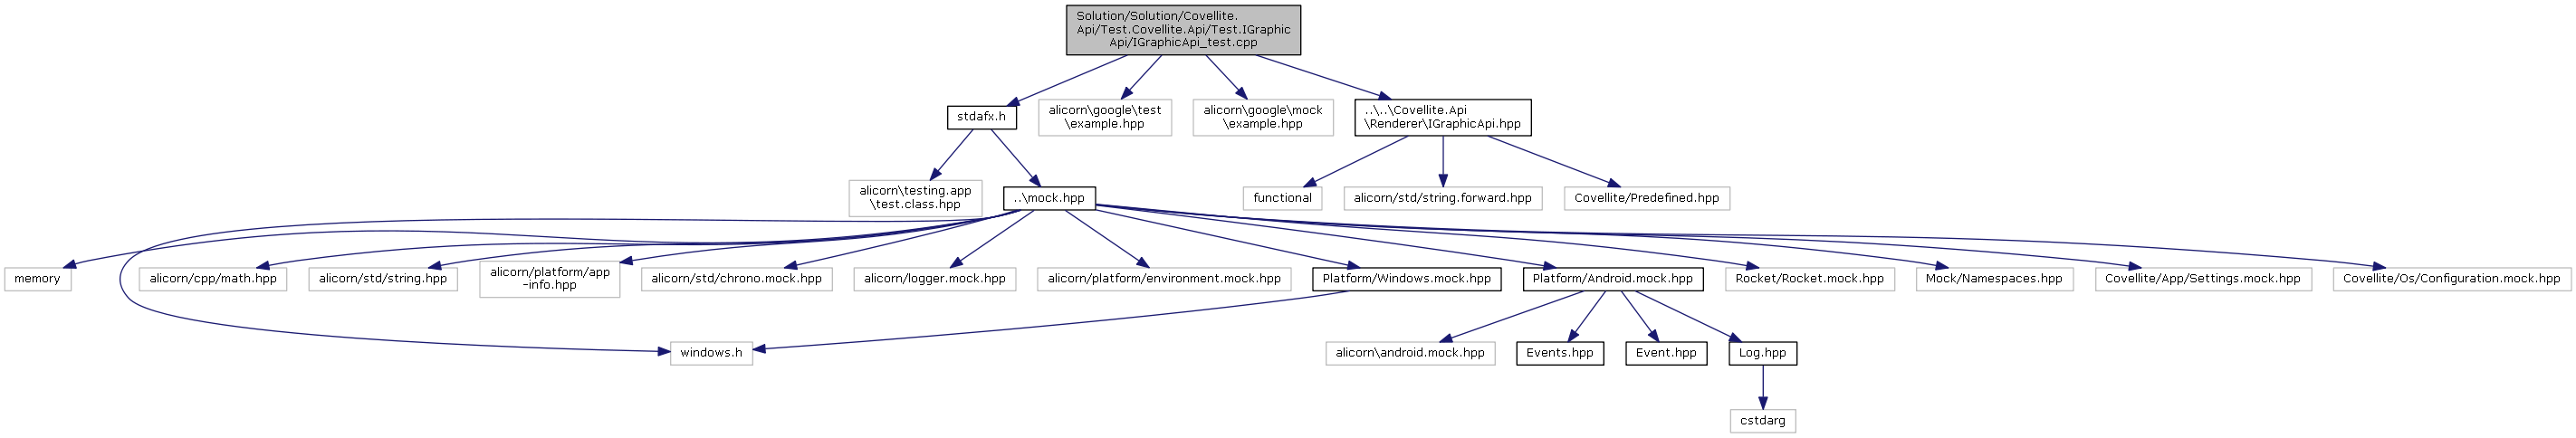 Solution/Solution/Covellite.
Api/Test.Covellite.Api/Test.IGraphic
Api/IGraphicApi_test.cpp
stdafx.h
alicorn\google\test
\example.hpp
alicorn\google\mock
\example.hpp
..\..\Covellite.Api
\Renderer\IGraphicApi.hpp
alicorn\testing.app
\test.class.hpp
..\mock.hpp
functional
alicorn/std/string.forward.hpp
Covellite/Predefined.hpp
memory
alicorn/cpp/math.hpp
alicorn/std/string.hpp
alicorn/platform/app
-info.hpp
alicorn/std/chrono.mock.hpp
alicorn/logger.mock.hpp
alicorn/platform/environment.mock.hpp
Platform/Windows.mock.hpp
Platform/Android.mock.hpp
Rocket/Rocket.mock.hpp
Mock/Namespaces.hpp
Covellite/App/Settings.mock.hpp
Covellite/Os/Configuration.mock.hpp
windows.h
alicorn\android.mock.hpp
Events.hpp
Event.hpp
Log.hpp
cstdarg